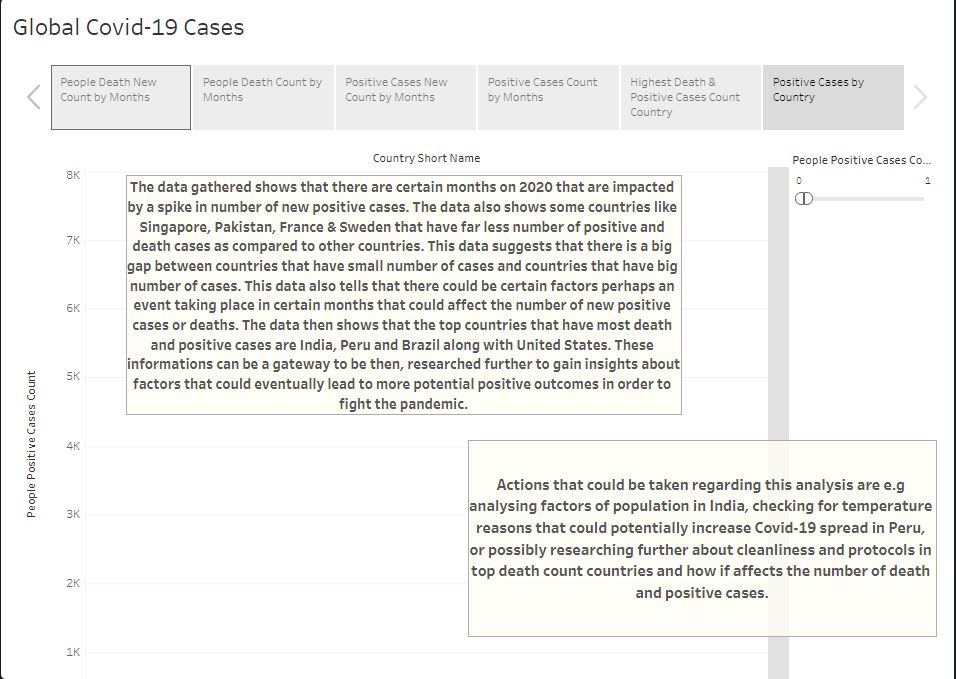 Global Covid-19 Cases
People Death New
Count by Months
People Death Count by
Months
Positive Cases New
Count by Months
Positive Cases Count
by Months
Highest Death &
Positive Cases Count
Country
Positive Cases by
Country
Country Short Name
People Positive Cases Co...
0
1
8K
7K
6K
5K
4K
3K
2K
1K
People Positive Cases Count
The data gathered shows that there are certain months on 2020 that are impacted
by a spike in number of new positive cases. The data also shows some countries like
Singapore, Pakistan, France & Sweden that have far less number of positive and
death cases as compared to other countries. This data suggests that there is a big
gap between countries that have small number of cases and countries that have big
number of cases. This data also tells that there could be certain factors perhaps an
event taking place in certain months that could affect the number of new positive
cases or deaths. The data then shows that the top countries that have most death
and positive cases are India, Peru and Brazil along with United States. These
informations can be a gateway to be then, researched further to gain insights about
factors that could eventually lead to more potential positive outcomes in order to
fight the pandemic.
Actions that could be taken regarding this analysis are e.g
analysing factors of population in India, checking for temperature
reasons that could potentially increase Covid-19 spread in Peru,
or possibly researching further about cleanliness and protocols in
top death count countries and how if affects the number of death
and positive cases.